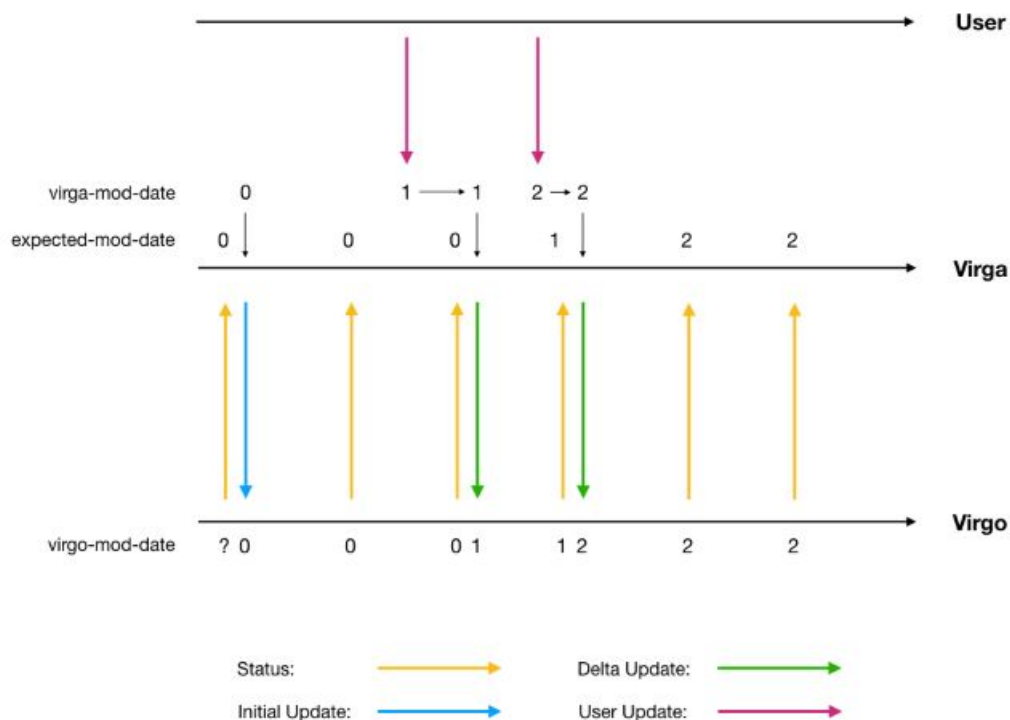 User
virga-mod-date 0 1 1 2 2
expected-mod-date 0 0 0 1 2 2
Virga
Virgo
virgo-mod-date ? 0 0 0 1 1 2 2 2
Status: Delta Update:
Initial Update: User Update: